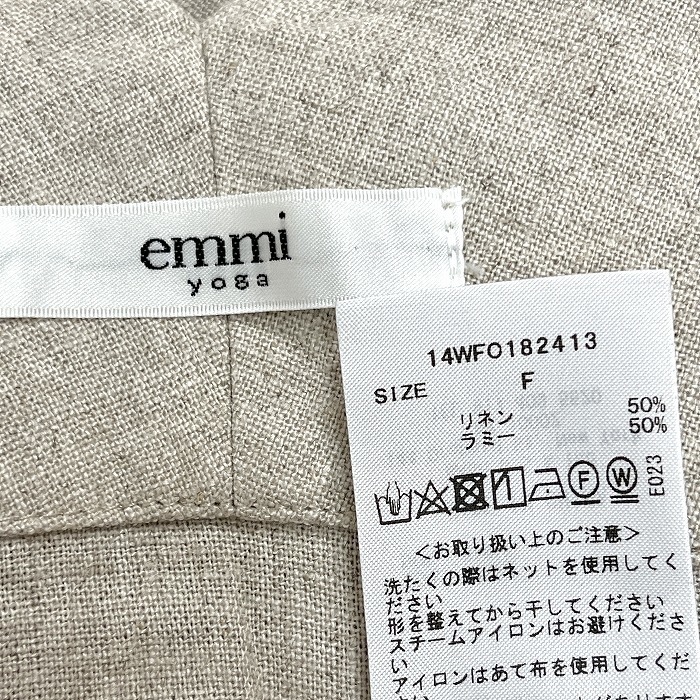 emmi
yoga
14WFO182413
SIZE F
リネン 50%
ラミー 50%
F W E023
<お取り扱い上のご注意>
洗たくの際はネットを使用してく
ださい
形を整えてから干してください
スチームアイロンはお避けくださ
い
アイロンはあて布を使用してくだ
さい